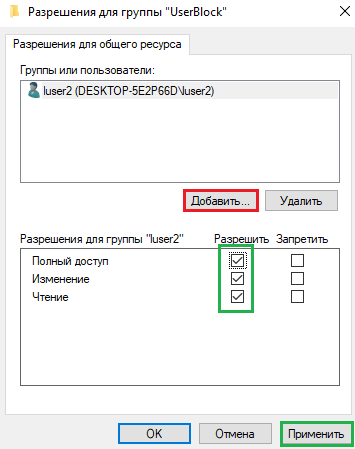 Разрешения для группы "UserBlock"
Разрешения для общего ресурса
Группы или пользователи:
luser2 (DESKTOP-5E2P66D\luser2)
Добавить... Удалить
Разрешения для группы "luser2" Разрешить Запретить
Полный доступ
Изменение
Чтение
OK Отмена Применить